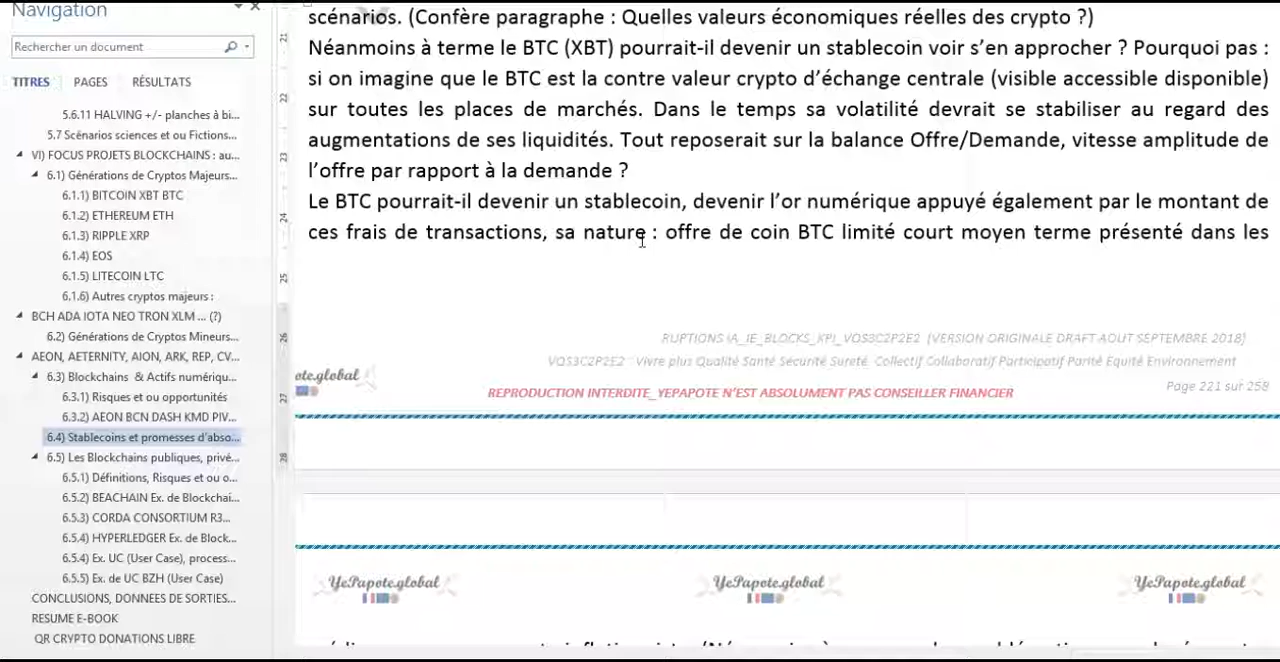 Navigation
Rechercher un document
TITRES PAGES RÉSULTATS
5.6.11 HALVING +/- planches à bi...
5.7 Scénarios sciences et ou Fictions...
VI) FOCUS PROJETS BLOCKCHAINS : au...
6.1) Générations de Cryptos Majeurs...
6.1.1) BITCOIN XBT BTC
6.1.2) ETHEREUM ETH
6.1.3) RIPPLE XRP
6.1.4) EOS
6.1.5) LITECOIN LTC
6.1.6) Autres cryptos majeurs :
BCH ADA IOTA NEO TRON XLM ... (?)
6.2) Générations de Cryptos Mineurs...
AEON, AETERNITY, AION, ARK, REP, CV...
6.3) Blockchains & Actifs numériqu...
6.3.1) Risques et ou opportunités
6.3.2) AEON BCN DASH KMD PIV...
6.4) Stablecoins et promesses d'abso...
6.5) Les Blockchains publiques, privé...
6.5.1) Définitions, Risques et ou o...
6.5.2) BEACHAIN Ex. de Blockchai...
6.5.3) CORDA CONSORTIUM R3...
6.5.4) HYPERLEDGER Ex. de Block...
6.5.4) Ex. UC (User Case), process...
6.5.5) Ex. de UC BZH (User Case)
CONCLUSIONS, DONNEES DE SORTIES...
RESUME E-BOOK
QR CRYPTO DONATIONS LIBRE
21
22
23
24
25
26
27
28
scénarios. (Confère paragraphe : Quelles valeurs économiques réelles des crypto ?)
Néanmoins à terme le BTC (XBT) pourrait-il devenir un stablecoin voir s'en approcher ? Pourquoi pas :
si on imagine que le BTC est la contre valeur crypto d'échange centrale (visible accessible disponible)
sur toutes les places de marchés. Dans le temps sa volatilité devrait se stabiliser au regard des
augmentations de ses liquidités. Tout reposerait sur la balance Offre/Demande, vitesse amplitude de
l'offre par rapport à la demande ?
Le BTC pourrait-il devenir un stablecoin, devenir l'or numérique appuyé également par le montant de
ces frais de transactions, sa nature : offre de coin BTC limité court moyen terme présenté dans les
RUPTIONS IA_IE_BLOCKS_KPI_VOS3C2P2E2 (VERSION ORIGINALE DRAFT AOUT SEPTEMBRE 2018)
VOS3C2P2E2 : Vivre plus Qualité Santé Sécurité Sureté Collectif Collaboratif Participatif Parité Equité Environnement
ote.global
Page 221 sur 258
REPRODUCTION INTERDITE_YEPAPOTE N'EST ABSOLUMENT PAS CONSEILLER FINANCIER
YePapote.global YePapote.global YePapote.global